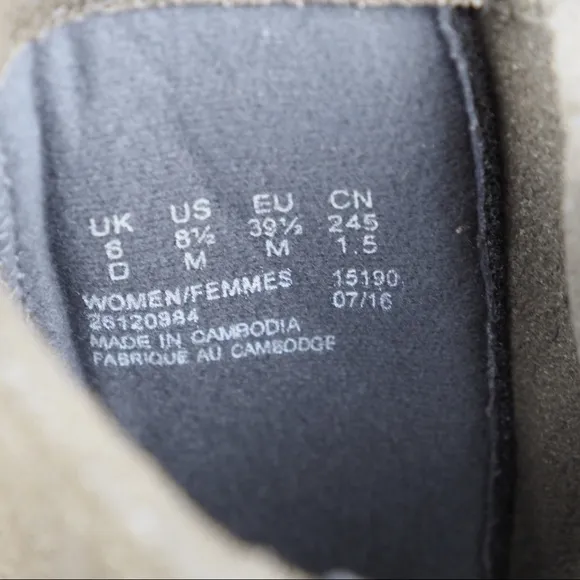 UK US EU CN
6 8½ 39½ 245
D M M 1.5
WOMEN/FEMMES 15190
26120984 07/16
MADE IN CAMBODIA
FABRIQUE AU CAMBODGE